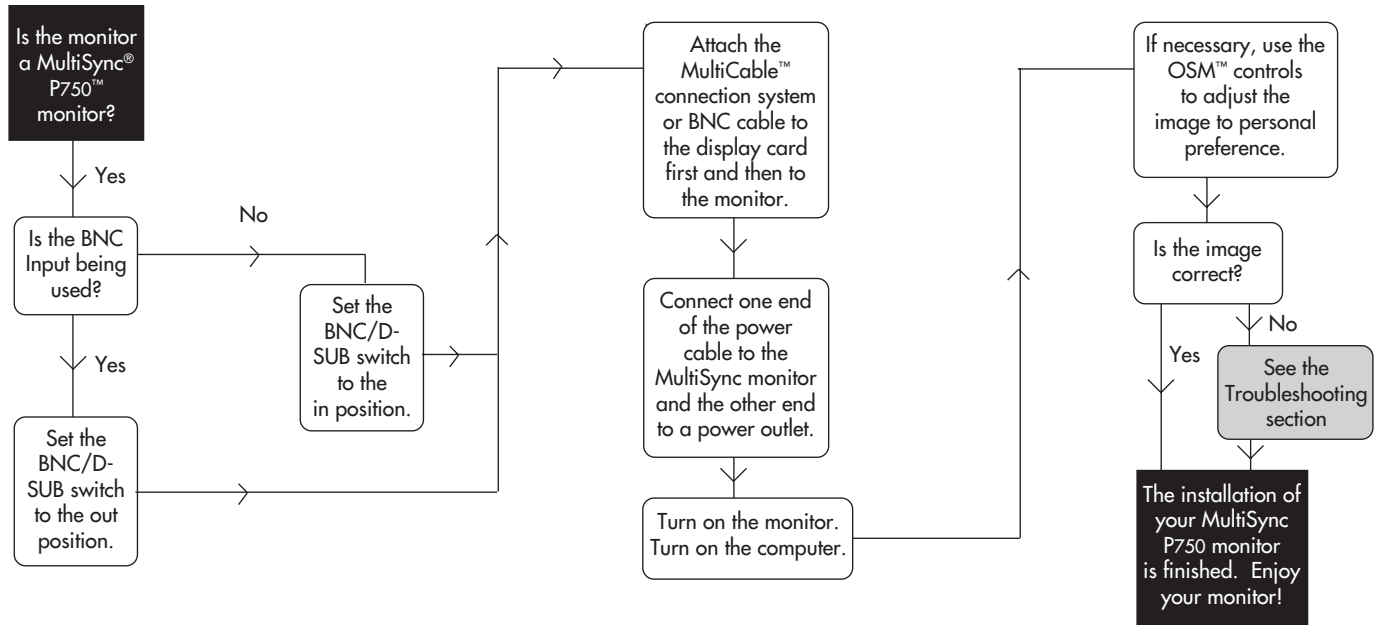 Is the monitor
a MultiSync®
P750™
monitor?
Yes
Is the BNC
Input being
used?
No
Set the
BNC/D-
SUB switch
to the
in position.
Yes
Set the
BNC/D-
SUB switch
to the out
position.
Attach the
MultiCable™
connection system
or BNC cable to
the display card
first and then to
the monitor.
Connect one end
of the power
cable to the
MultiSync monitor
and the other end
to a power outlet.
Turn on the monitor.
Turn on the computer.
If necessary, use the
OSM™ controls
to adjust the
image to personal
preference.
Is the image
correct?
No
Yes
See the
Troubleshooting
section
The installation of
your MultiSync
P750 monitor
is finished.  Enjoy
your monitor!